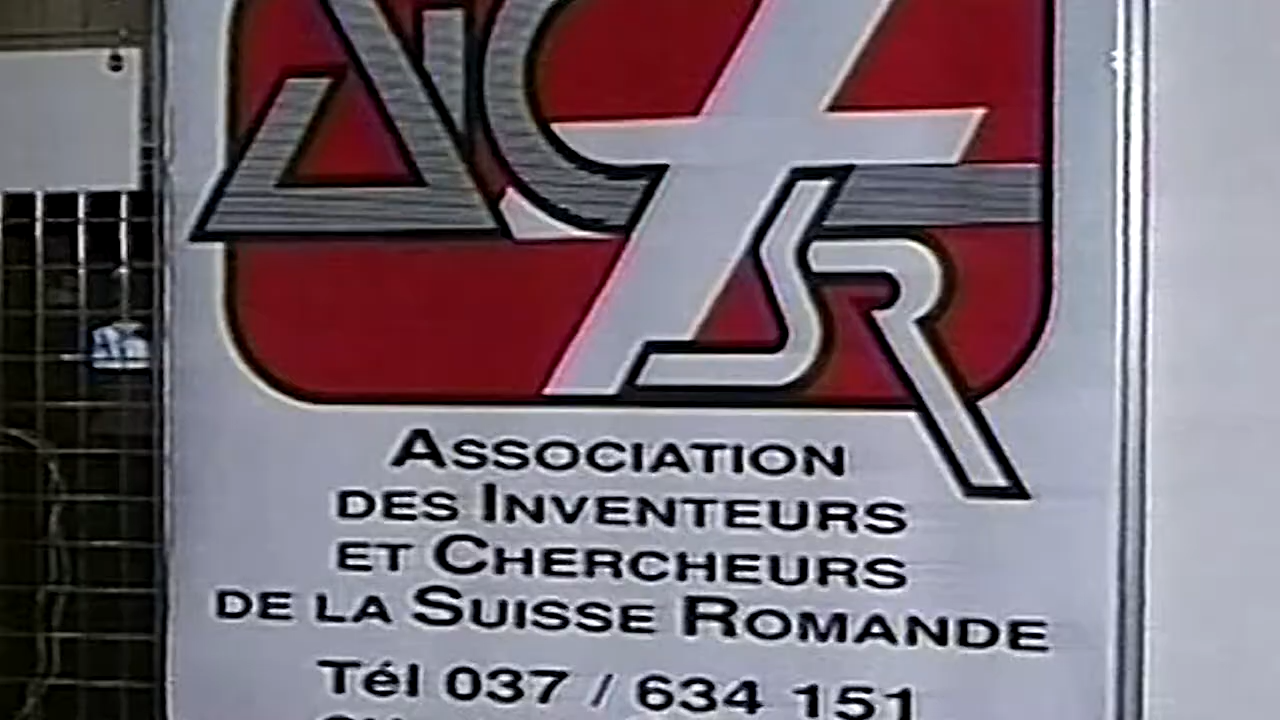 AICSR
ASSOCIATION
DES INVENTEURS
ET CHERCHEURS
DE LA SUISSE ROMANDE
Tél 037 / 634 151